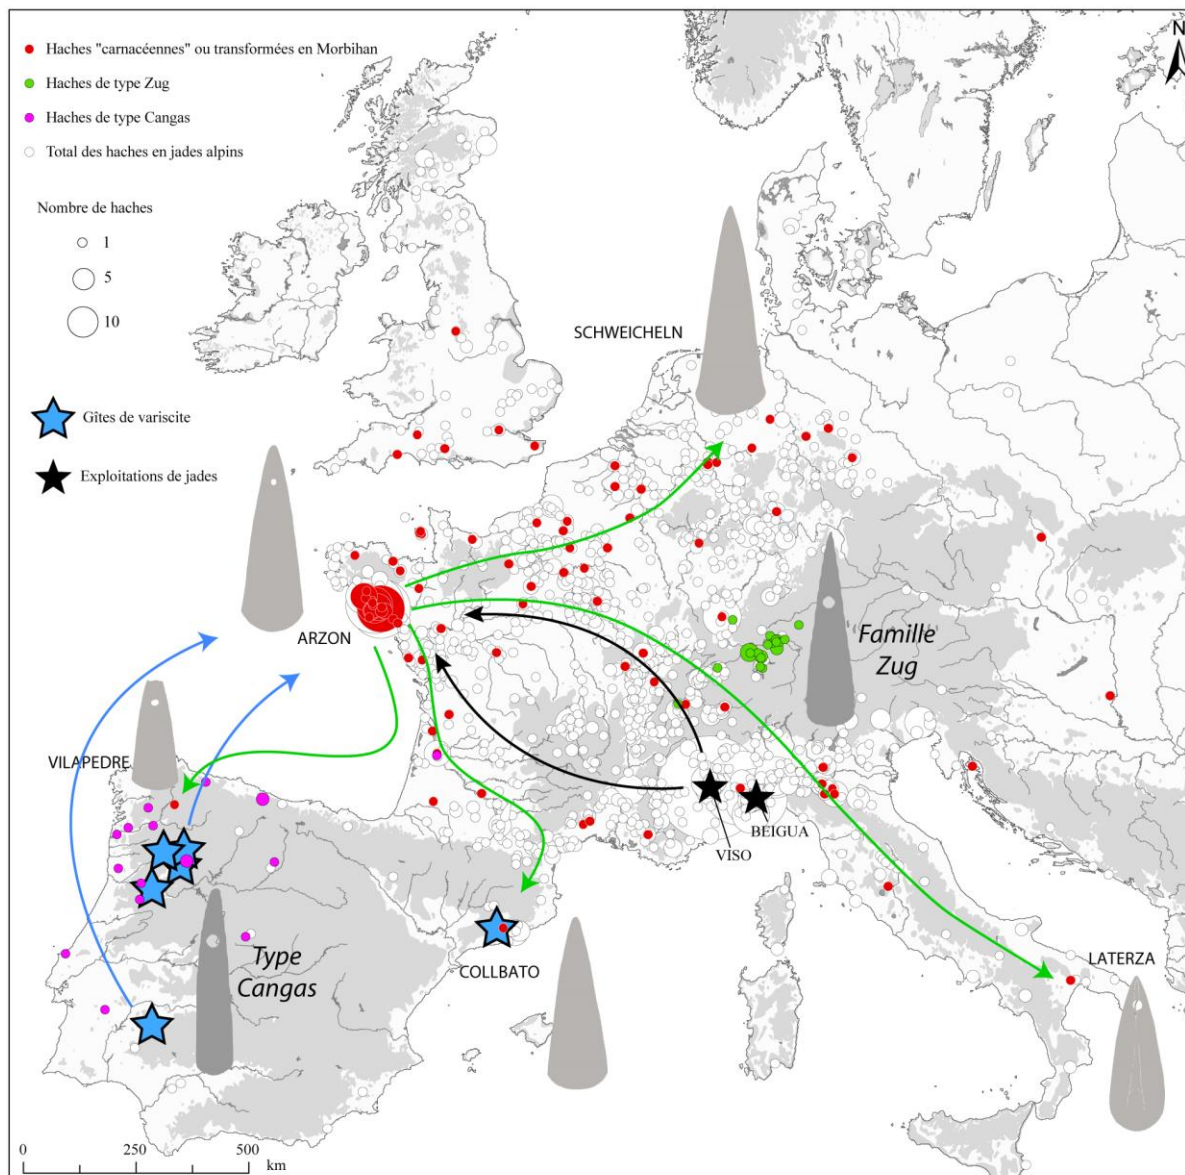 N
Haches "carnacéennes" ou transformées en Morbihan
Haches de type Zug
Haches de type Cangas
Total des haches en jades alpins
Nombre de haches
1
5
10
SCHWEICHELN
Gîtes de variscite
Exploitations de jades
ARZON
Famille
Zug
VILAPEDRE
BEIGUA
VISO
Type
Cangas
COLLBATO
LATERZA
0
250
500
km